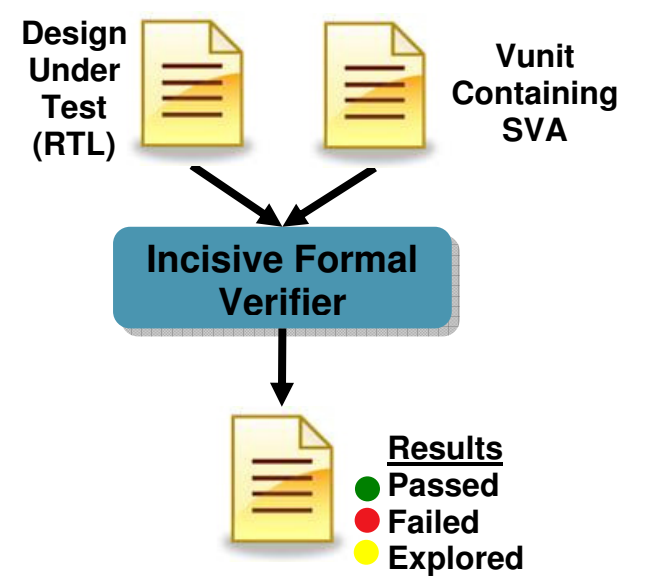 Design
Under
Test
(RTL)
Vunit
Containing
SVA
Incisive Formal
Verifier
Results
Passed
Failed
Explored